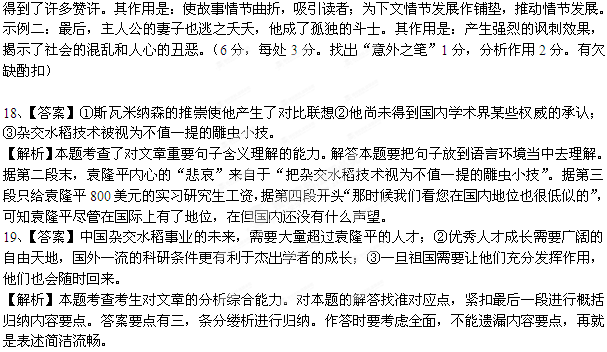 得到了许多赞许。其作用是：使故事情节曲折，吸引读者；为下文情节发展作铺垫，推动情节发展。
示例二：最后，主人公的妻子也逃之夭夭，他成了孤独的斗士。其作用是：产生强烈的讽刺效果，
揭示了社会的混乱和人心的丑恶。（6 分，每处 3 分。找出“意外之笔”1 分，分析作用 2 分。有欠
缺酌扣）
18、【答案】①斯瓦米纳森的推崇使他产生了对比联想②他尚未得到国内学术界某些权威的承认；
③杂交水稻技术被视为不值一提的雕虫小技。
【解析】本题考查了对文章重要句子含义理解的能力。解答本题要把句子放到语言环境当中去理解。
据第二段末，袁隆平内心的“悲哀”来自于“把杂交水稻技术视为不值一提的雕虫小技”。据第三
段只给袁隆平 800 美元的实习研究生工资，据第四段开头“那时候我们看您在国内地位也很低似的”，
可知袁隆平尽管在国际上有了地位，在但国内还没有什么声望。
19、【答案】中国杂交水稻事业的未来，需要大量超过袁隆平的人才；②优秀人才成长需要广阔的
自由天地，国外一流的科研条件更有利于杰出学者的成长；③一旦祖国需要让他们充分发挥作用，
他们也会随时回来。
【解析】本题考查考生对文章的分析综合能力。对本题的解答找准对应点，紧扣最后一段进行概括
归纳内容要点。答案要点有三，条分缕析进行归纳。作答时要考虑全面，不能遗漏内容要点，再就
是表述简洁流畅。